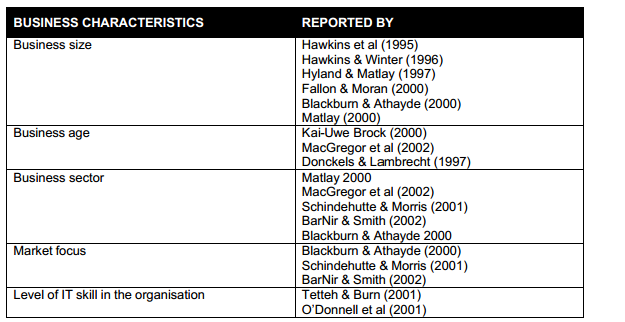 BUSINESS CHARACTERISTICS REPORTED BY
Business size Hawkins et al (1995)
Hawkins & Winter (1996)
Hyland & Matlay (1997)
Fallon & Moran (2000)
Blackburn & Athayde (2000)
Matlay (2000)
Business age Kai-Uwe Brock (2000)
MacGregor et al (2002)
Donckels & Lambrecht (1997)
Business sector Matlay 2000
MacGregor et al (2002)
Schindehutte & Morris (2001)
BarNir & Smith (2002)
Blackburn & Athayde 2000
Market focus Blackburn & Athayde (2000)
Schindehutte & Morris (2001)
BarNir & Smith (2002)
Level of IT skill in the organisation Tetteh & Burn (2001)
O'Donnell et al (2001)